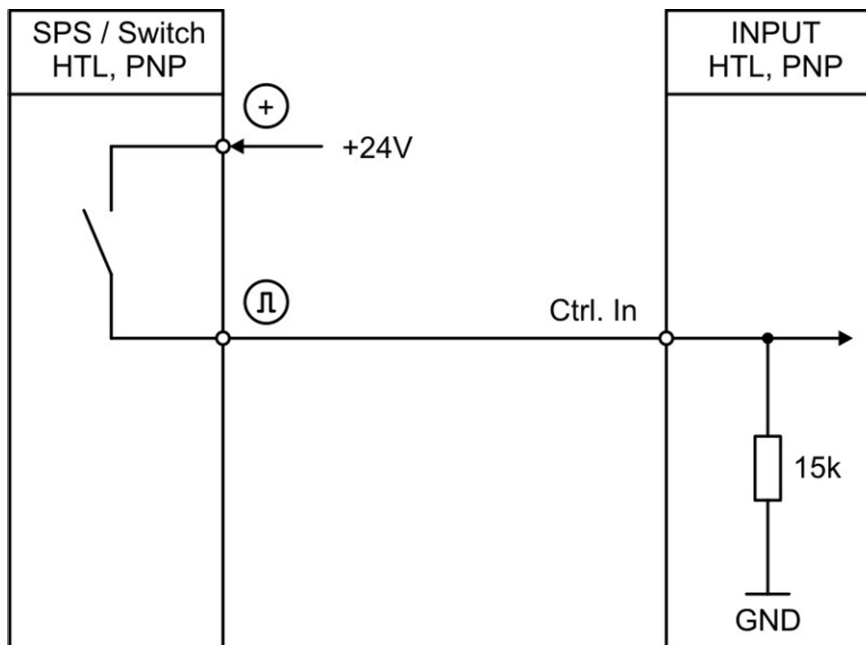 SPS / Switch
HTL, PNP
INPUT
HTL, PNP
+
+24V
Ctrl. In
15k
GND